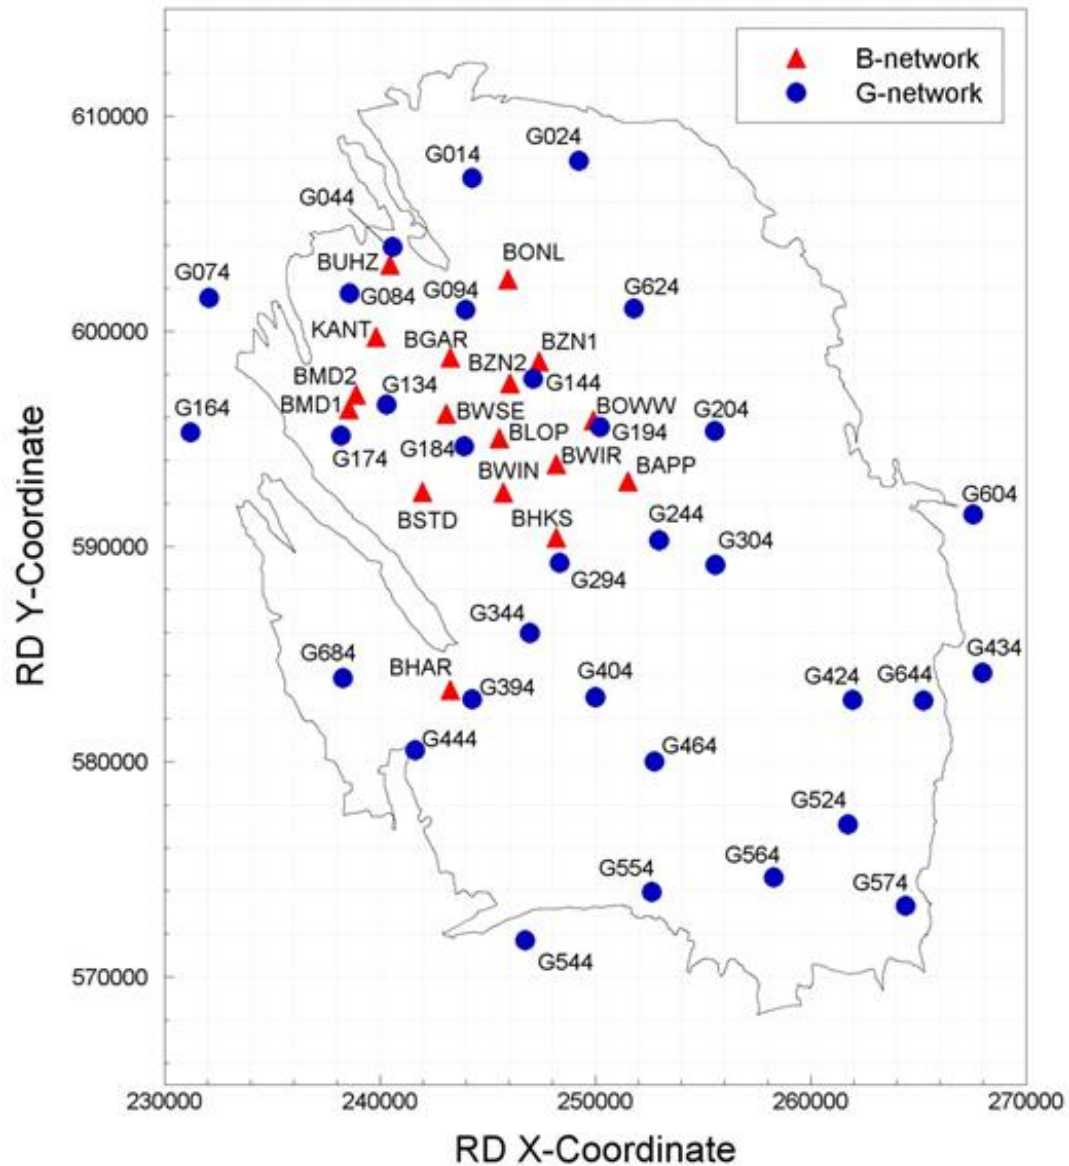 B-network
G-network
610000
G024
G014
G044
BUHZ
BONL
G074
G084
G094
G624
600000
KANT
BGAR
BZN1
BZN2
BMD2
G134
G144
G164
BMD1
BWSE
BOWW
G204
BLOP
G194
G174
G184
BWIR
BAPP
BWIN
G604
BSTD
BHKS
G244
G304
590000
G294
G344
G684
BHAR
G434
G394
G404
G424
G644
G444
G464
580000
G524
G554
G564
G574
G544
570000
230000 240000 250000 260000 270000
RD X-Coordinate
RD Y-Coordinate